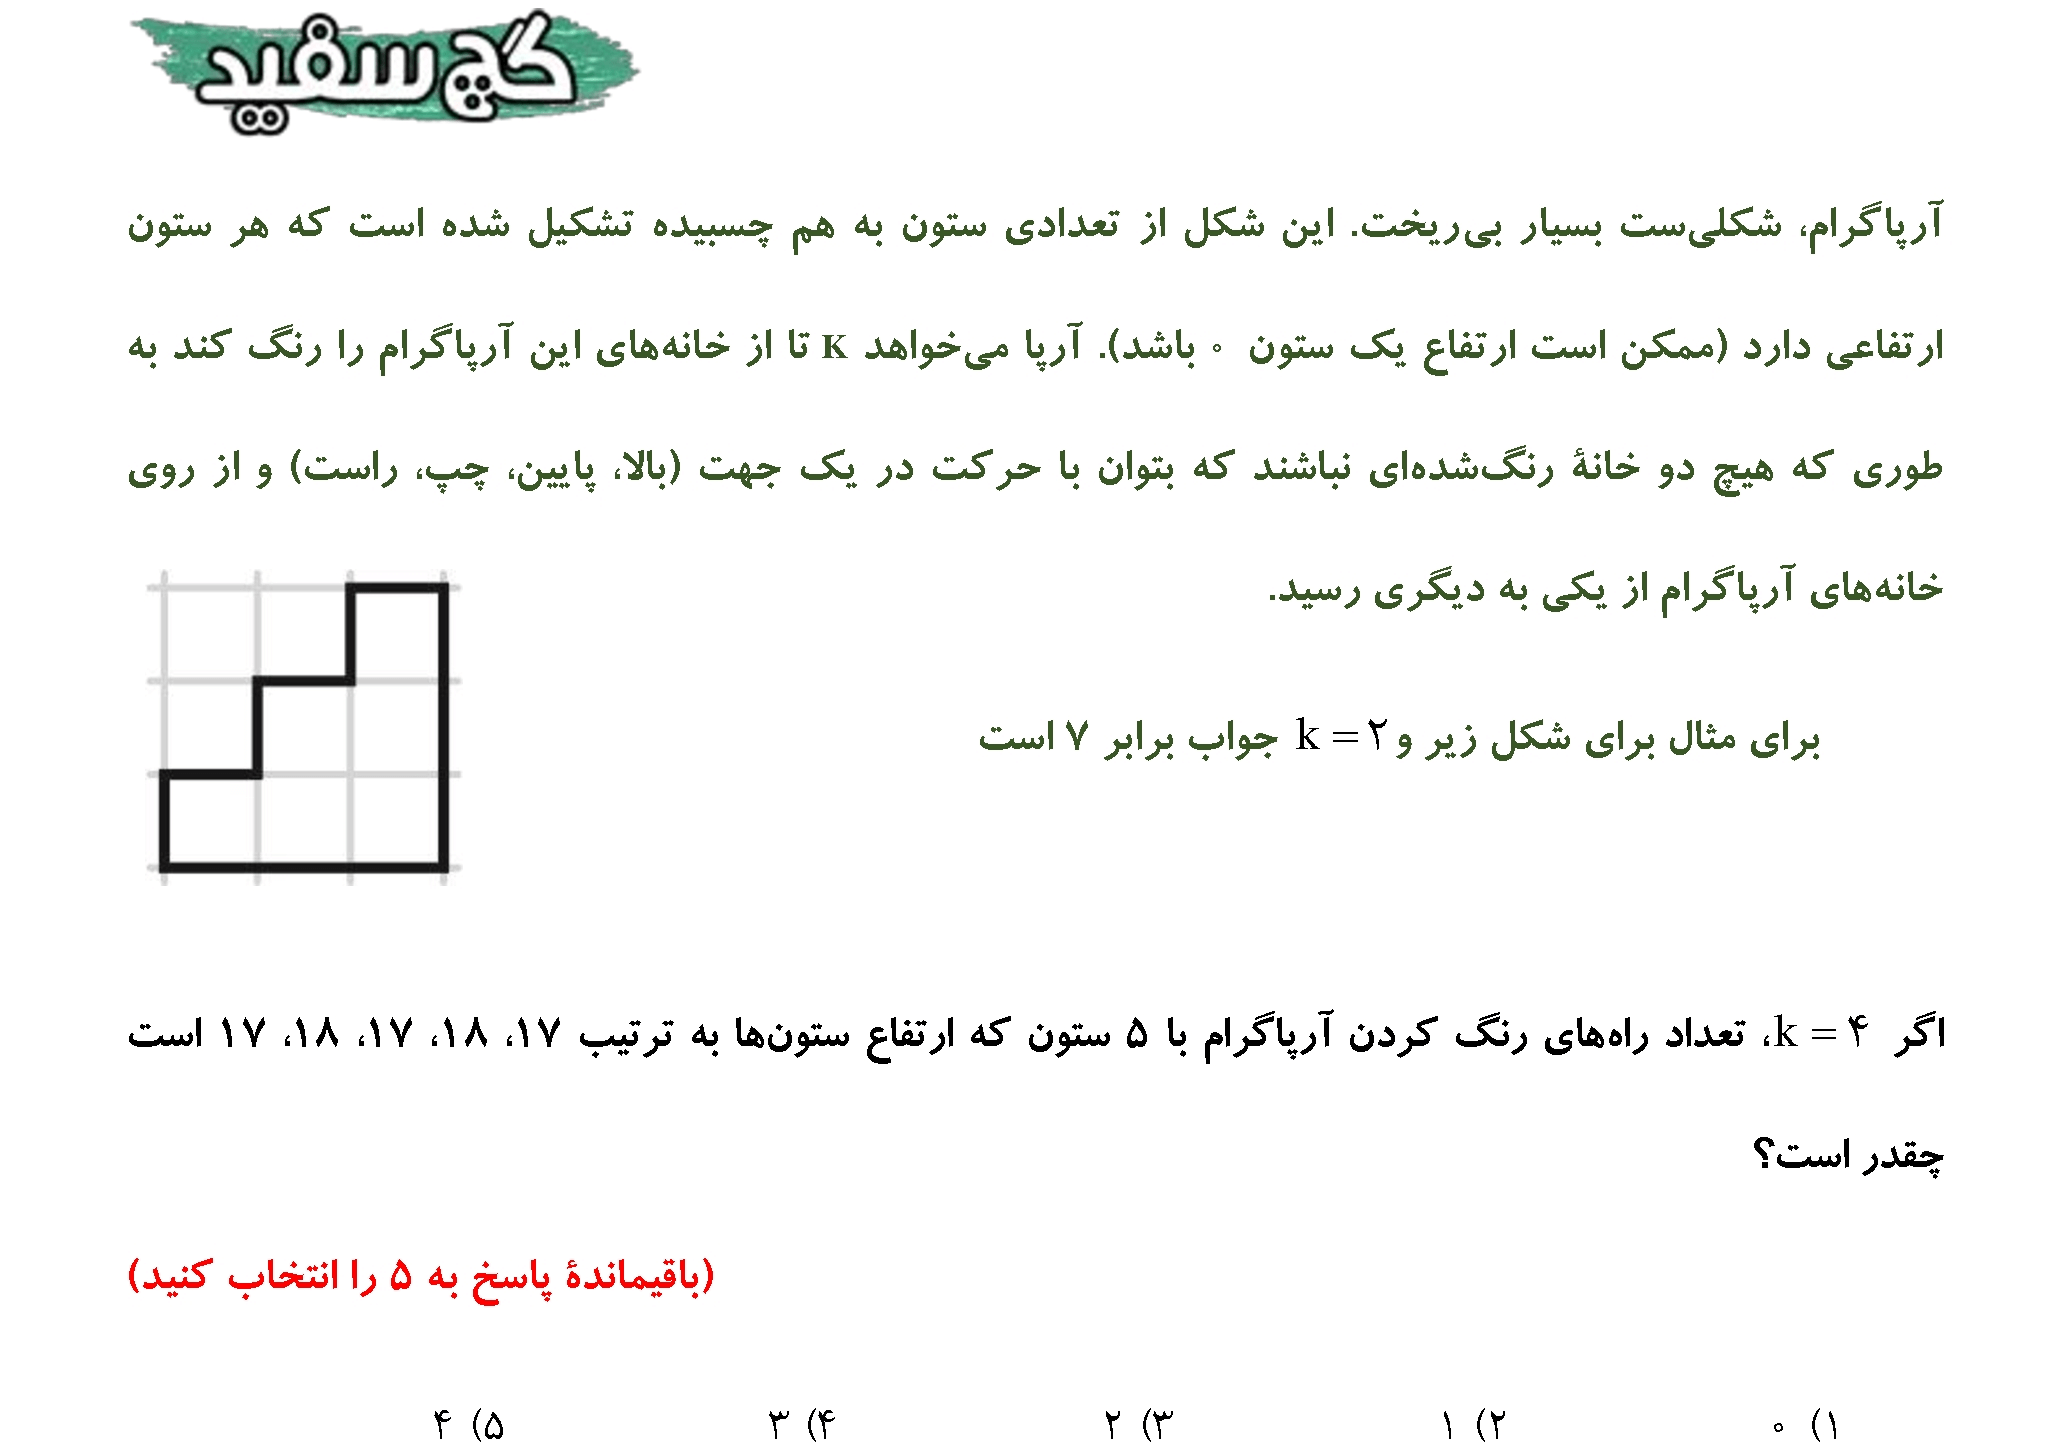 گچ سفید
آرپاگرام، شکلی‌ست بسیار بی‌ریخت. این شکل از تعدادی ستون به هم چسبیده تشکیل شده است که هر ستون
ارتفاعی دارد (ممکن است ارتفاع یک ستون ۰ باشد). آرپا می‌خواهد K تا از خانه‌های این آرپاگرام را رنگ کند به
طوری که هیچ دو خانۀ رنگ‌شده‌ای نباشند که بتوان با حرکت در یک جهت (بالا، پایین، چپ، راست) و از روی
خانه‌های آرپاگرام از یکی به دیگری رسید.
برای مثال برای شکل زیر و k = ۲ جواب برابر ۷ است
اگر k = ۴، تعداد راه‌های رنگ کردن آرپاگرام با ۵ ستون که ارتفاع ستون‌ها به ترتیب ۱۷، ۱۸، ۱۷، ۱۸، ۱۷ است
چقدر است؟
(باقیماندۀ پاسخ به ۵ را انتخاب کنید)
۱) ۰ ۲) ۱ ۳) ۲ ۴) ۳ ۵) ۴